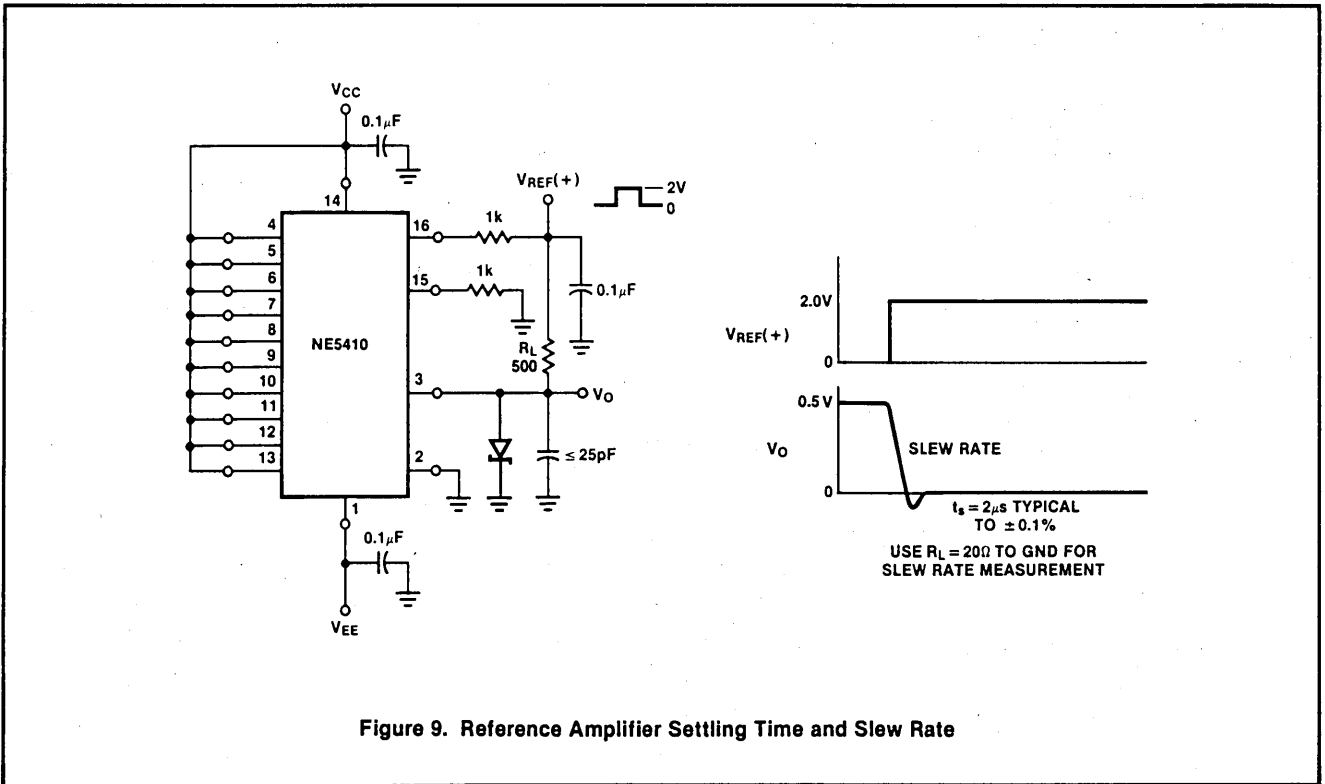 VCC
0.1µF
VREF(+)
2V
0
14
4
5
6
7
8
9
10
11
12
13
NE5410
16
1k
15
1k
0.1µF
RL
500
3
VO
2
≤ 25pF
1
0.1µF
VEE
2.0V
VREF(+)
0
0.5 V
VO
SLEW RATE
0
ts = 2µs TYPICAL
TO ± 0.1%
USE RL = 20Ω TO GND FOR
SLEW RATE MEASUREMENT
Figure 9. Reference Amplifier Settling Time and Slew Rate